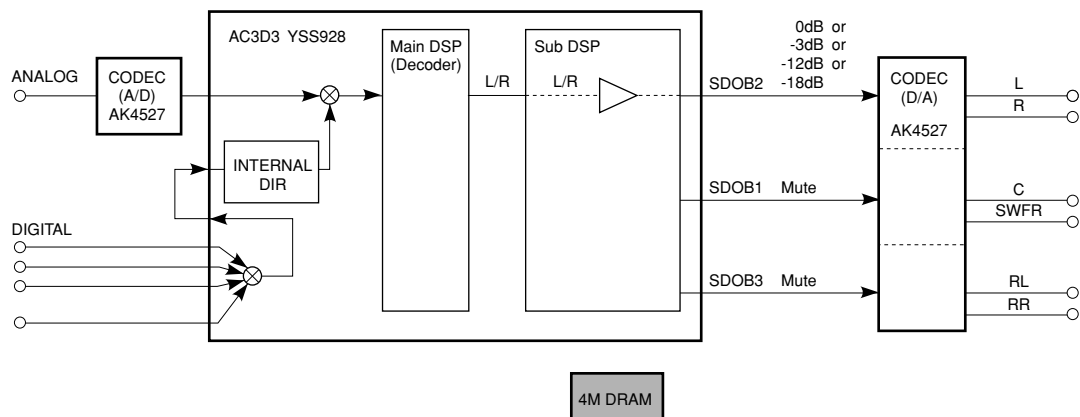 AC3D3 YSS928
Main DSP
(Decoder)
Sub DSP
0dB or
-3dB or
-12dB or
-18dB
ANALOG
CODEC
(A/D)
AK4527
L/R
L/R
SDOB2
CODEC
(D/A)
AK4527
L
R
INTERNAL
DIR
SDOB1 Mute
C
SWFR
DIGITAL
SDOB3 Mute
RL
RR
4M DRAM